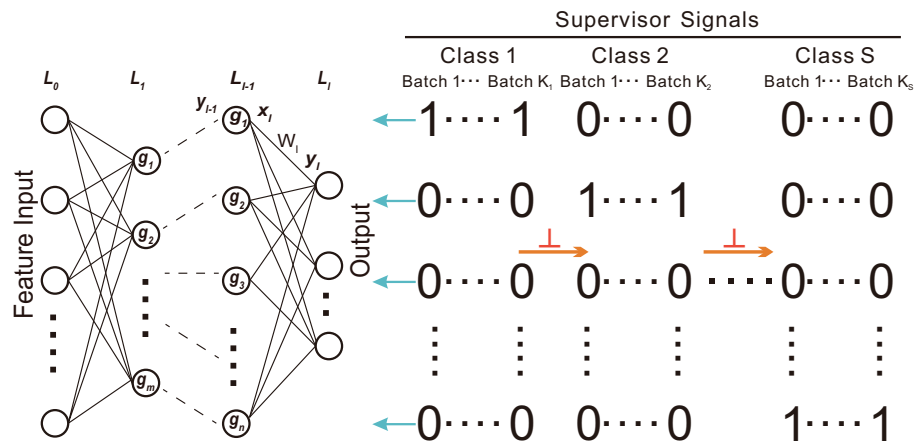 Supervisor Signals
Class 1 Class 2 Class S
Batch 1··· Batch K₁ Batch 1··· Batch K₂ Batch 1··· Batch Kₛ
L₀ L₁ Lₗ₋₁ Lₗ
yₗ₋₁ xₗ
g₁ 1····1 0····0 0····0
Wₗ
g₁ yₗ
g₂ 0····0 1····1 0····0
g₂
Feature Input
Output
⊥ ⊥
g₃ 0····0 0····0 ·····0····0
gₘ
gₙ 0····0 0····0 1····1